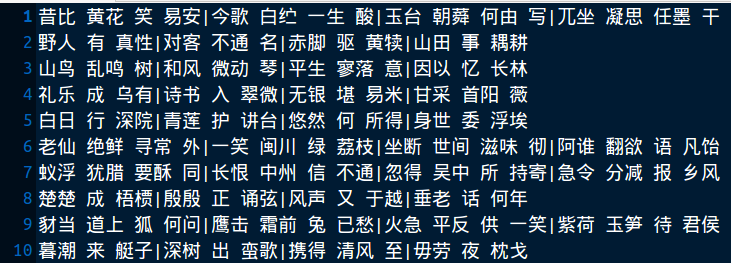 1 昔比 黄花 笑 易安|今歌 白纻 一生 酸|玉台 朝蕣 何由 写|兀坐 凝思 任墨 干
2 野人 有 真性|对客 不通 名|赤脚 驱 黄犊|山田 事 耦耕
3 山鸟 乱鸣 树|和风 微动 琴|平生 寥落 意|因以 忆 长林
4 礼乐 成 乌有|诗书 入 翠微|无银 堪 易米|甘采 首阳 薇
5 白日 行 深院|青莲 护 讲台|悠然 何 所得|身世 委 浮埃
6 老仙 绝鲜 寻常 外|一笑 闽川 绿 荔枝|坐断 世间 滋味 彻|阿谁 翻欲 语 凡饴
7 蚁浮 犹腊 要酥 同|长恨 中州 信 不通|忽得 吴中 所 持寄|急令 分减 报 乡风
8 楚楚 成 梧槚|殷殷 正 诵弦|风声 又 于越|垂老 话 何年
9 豺当 道上 狐 何问|鹰击 霜前 兔 已愁|火急 平反 供 一笑|紫荷 玉笋 待 君侯
10 暮潮 来 艇子|深树 出 蛮歌|携得 清风 至|毋劳 夜 枕戈